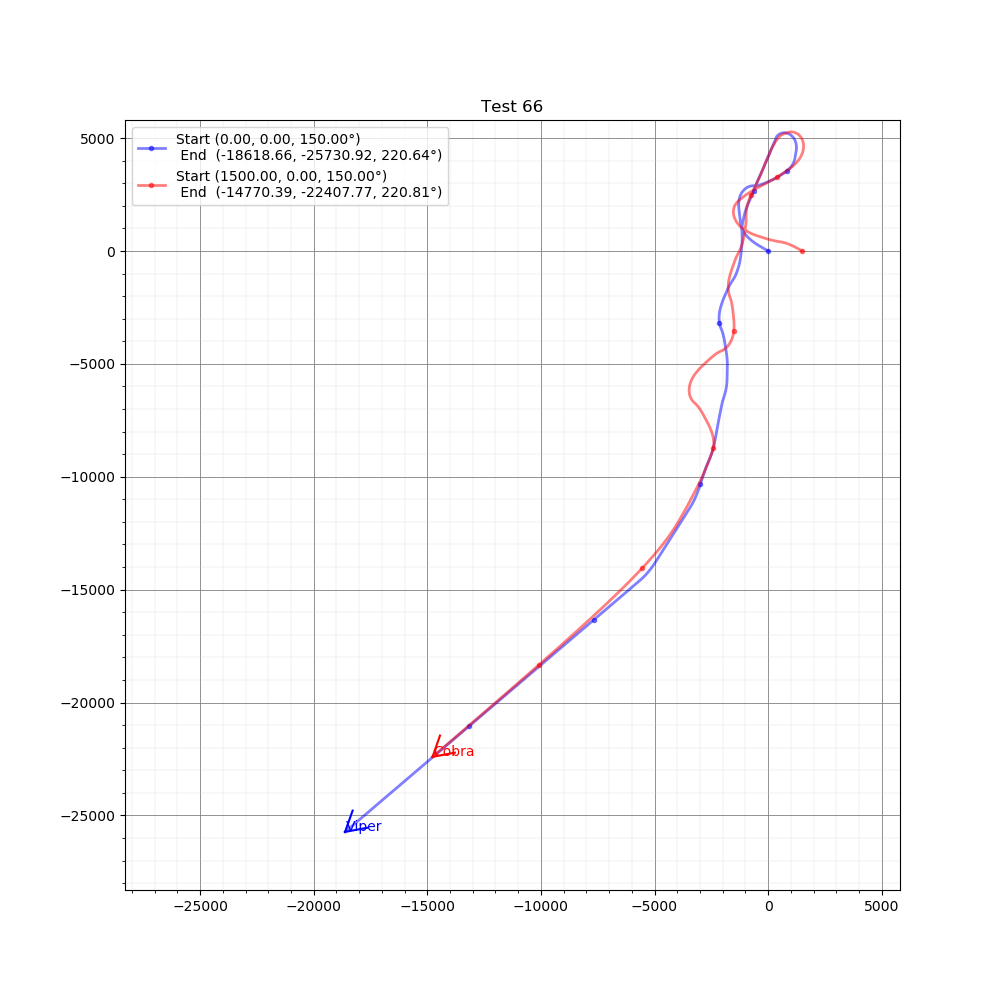 Test 66
Start (0.00, 0.00, 150.00°)
End  (-18618.66, -25730.92, 220.64°)
Start (1500.00, 0.00, 150.00°)
End  (-14770.39, -22407.77, 220.81°)
5000
0
−5000
−10000
−15000
−20000
−25000
Cobra
Viper
−25000
−20000
−15000
−10000
−5000
0
5000